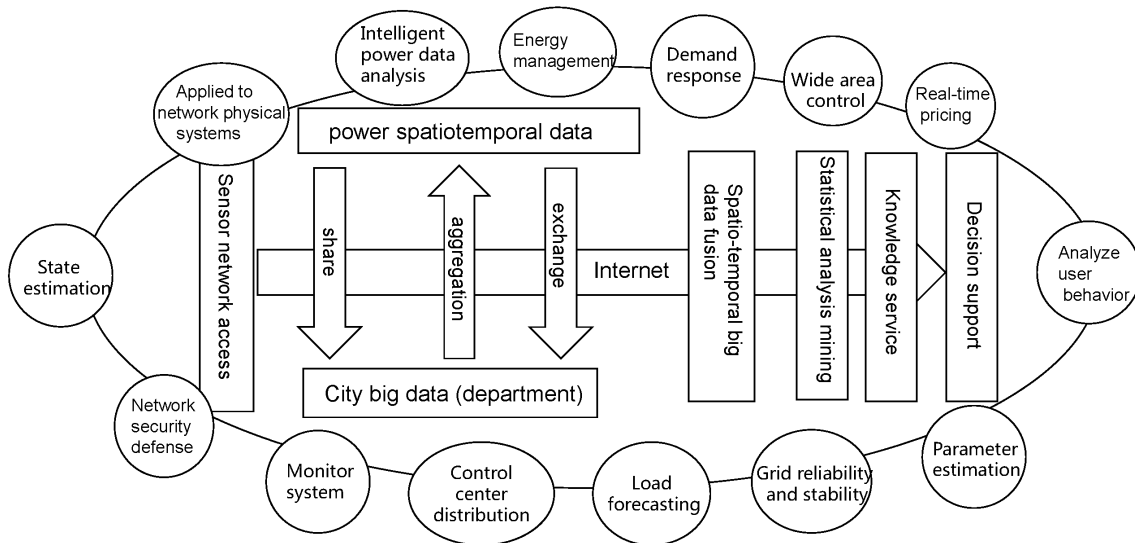 Intelligent
power data
analysis
Energy
management
Demand
response
Wide area
control
Real-time
pricing
Applied to
network physical
systems
power spatiotemporal data
Sensor network
access
share
aggregation
exchange
Internet
Spatio-temporal big
data fusion
Statistical analysis mining
Knowledge service
Decision support
State
estimation
Analyze
user
behavior
City big data (department)
Network
security
defense
Monitor
system
Control
center
distribution
Load
forecasting
Grid reliability
and stability
Parameter
estimation